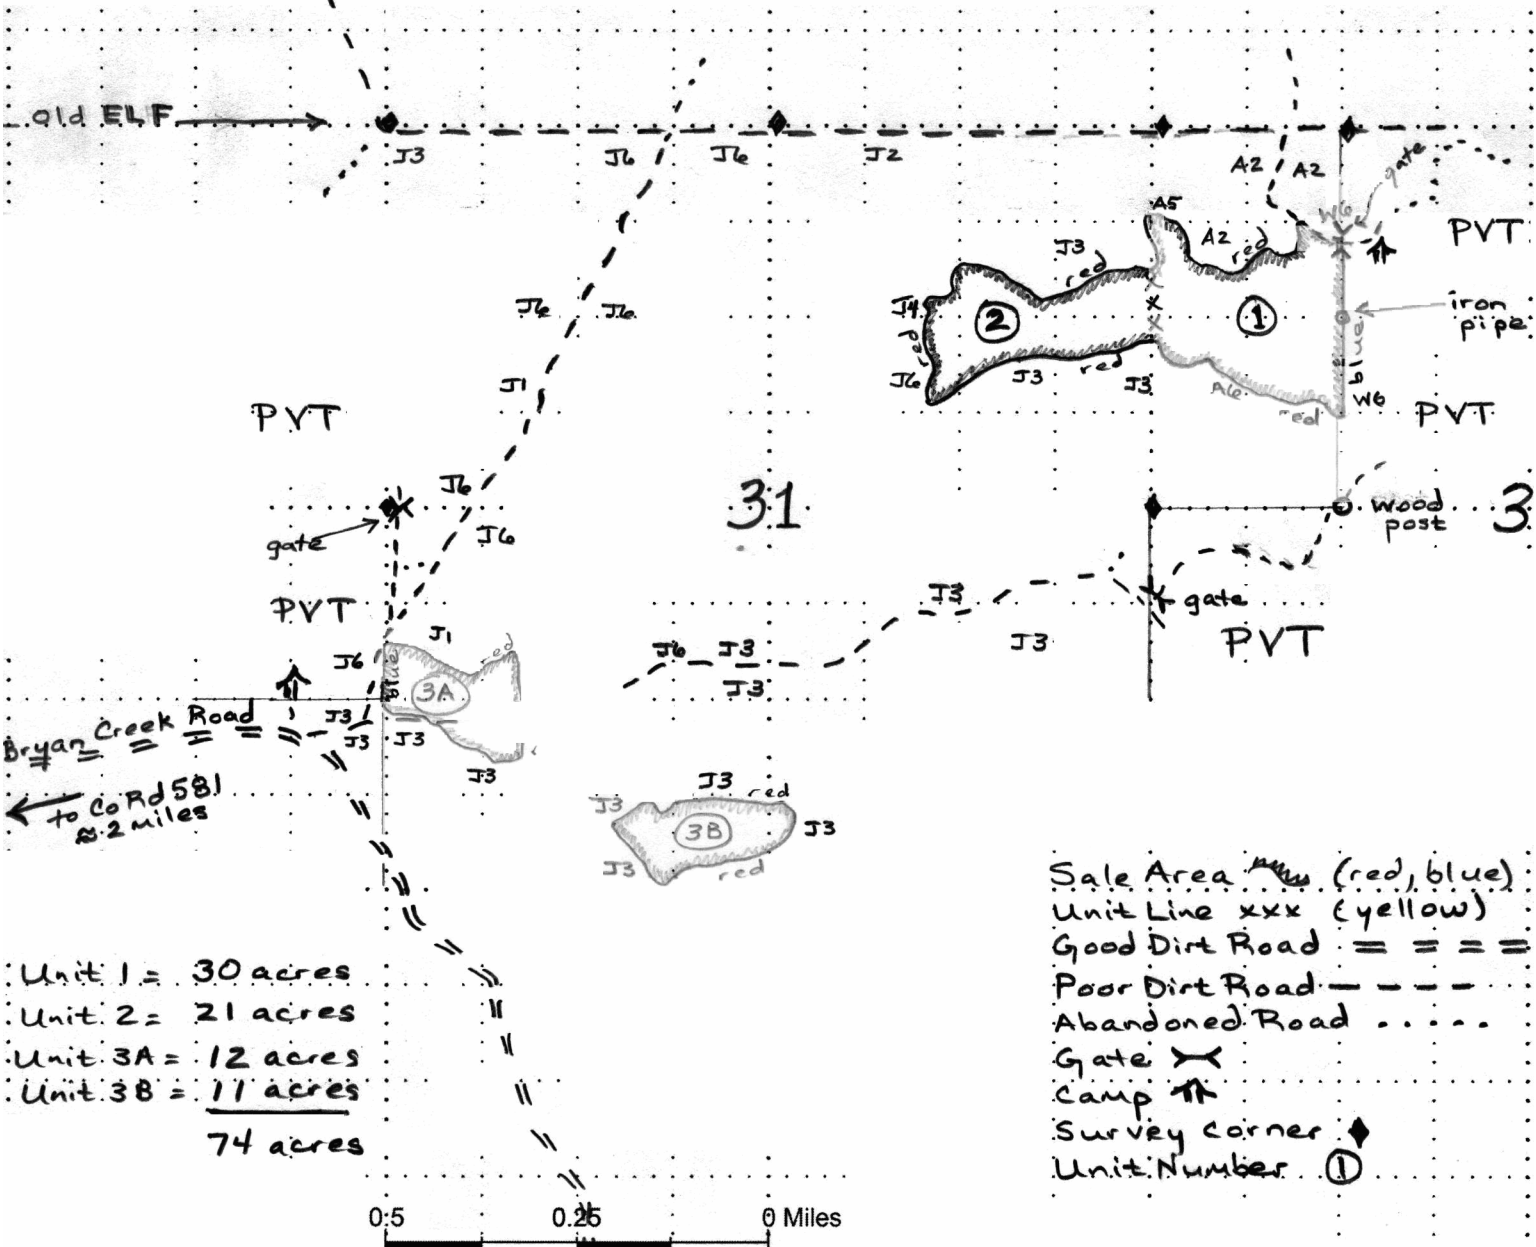 old ELF
J3
J6
J6
J2
A2
A2
gate
W6
PVT
A5
A2
red
J3
red
J6
J6
J4
2
1
iron
pipe
red
J6
J3
red
J3
A6
red
blue
W6
PVT
J1
PVT
J6
gate
J6
31
wood
post
3
PVT
J3
gate
J3
PVT
J1
red
J6
blue
3A
J6
J3
J3
Bryan Creek Road
J3
J3
J3
J3
to Co Rd 581
≈ 2 miles
J3
J3
red
3B
J3
J3
red
Sale Area (red, blue)
Unit Line xxx (yellow)
Good Dirt Road
Poor Dirt Road
Abandoned Road
Gate
Camp
Survey Corner
Unit Number 1
Unit 1 = 30 acres
Unit 2 = 21 acres
Unit 3A = 12 acres
Unit 3B = 11 acres
74 acres
0.5 0.25 0 Miles